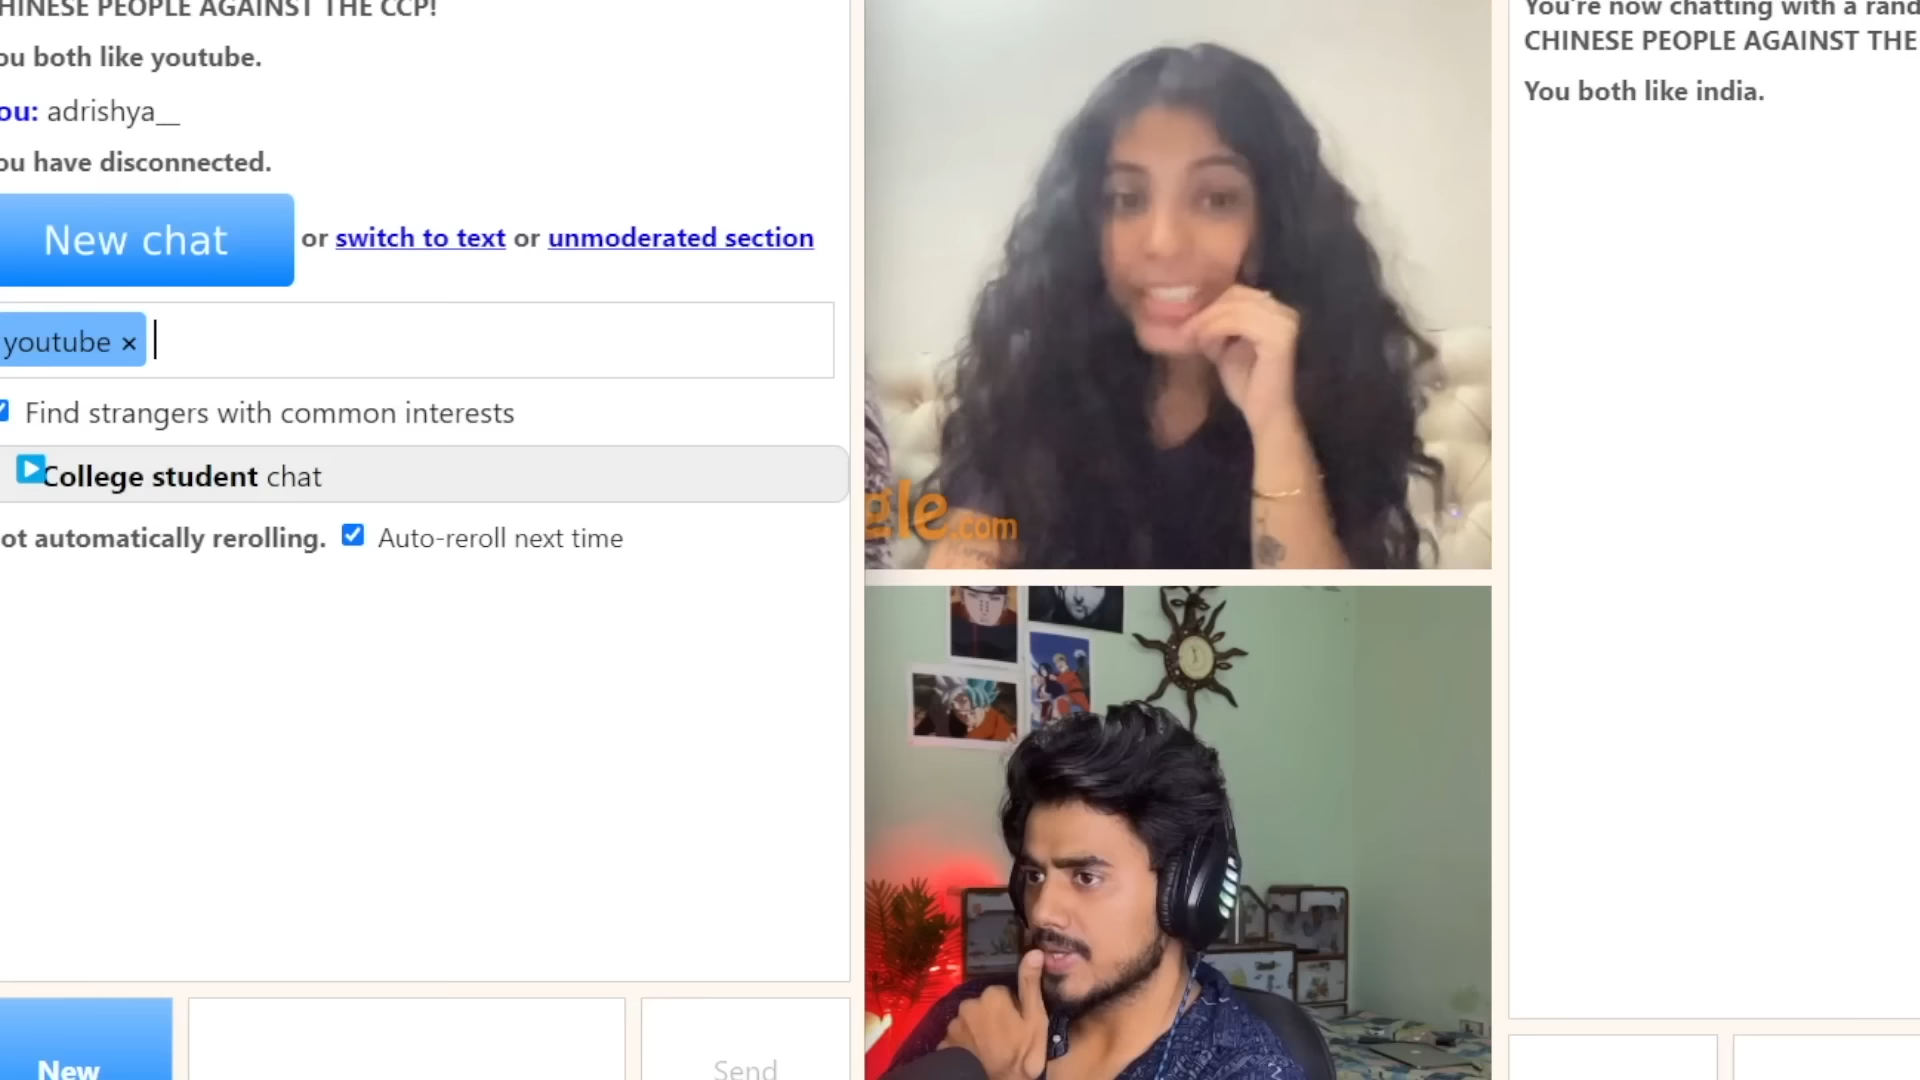 CHINESE PEOPLE AGAINST THE CCP!
You both like youtube.
You: adrishya__
You have disconnected.
New chat or switch to text or unmoderated section
youtube ×
Find strangers with common interests
College student chat
Not automatically rerolling. Auto-reroll next time
New
Send
gle.com
You're now chatting with a rand
CHINESE PEOPLE AGAINST THE
You both like india.